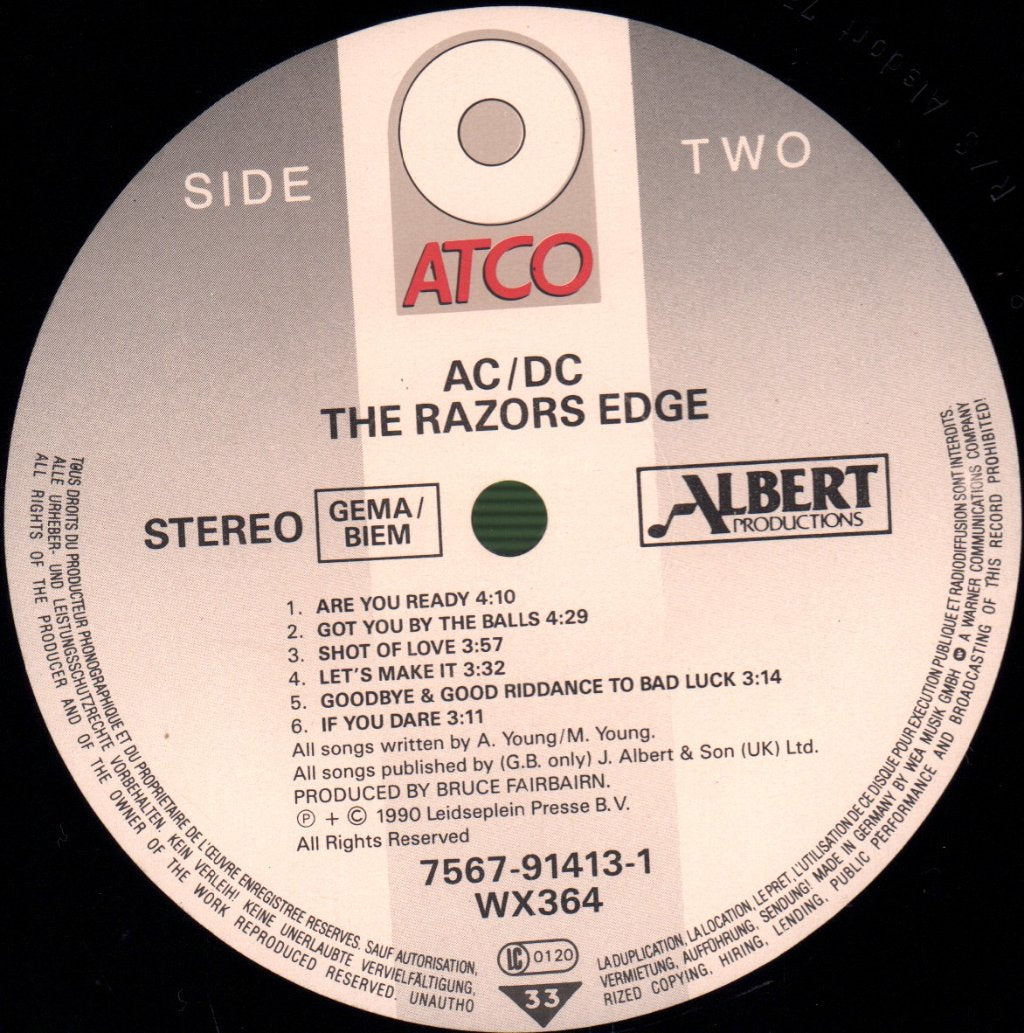 SIDE TWO
ATCO
AC/DC
THE RAZORS EDGE
STEREO
GEMA/
BIEM
ALBERT
PRODUCTIONS
1. ARE YOU READY 4:10
2. GOT YOU BY THE BALLS 4:29
3. SHOT OF LOVE 3:57
4. LET'S MAKE IT 3:32
5. GOODBYE & GOOD RIDDANCE TO BAD LUCK 3:14
6. IF YOU DARE 3:11
All songs written by A. Young/M. Young.
All songs published by (G.B. only) J. Albert & Son (UK) Ltd.
PRODUCED BY BRUCE FAIRBAIRN.
Ⓟ + © 1990 Leidseplein Presse B.V.
All Rights Reserved
7567-91413-1
WX364
LC 0120
33
TOUS DROITS DU PRODUCTEUR PHONOGRAPHIQUE ET DU PROPRIETAIRE DE L'ŒUVRE ENREGISTREE RESERVES. SAUF AUTORISATION, LA DUPLICATION, LA LOCATION, LE PRET, L'UTILISATION DE CE DISQUE POUR EXECUTION PUBLIQUE ET RADIODIFFUSION SONT INTERDITS.
ALLE URHEBER- UND LEISTUNGSSCHUTZRECHTE VORBEHALTEN. KEIN VERLEIH! KEINE UNERLAUBTE VERVIELFÄLTIGUNG, VERMIETUNG, AUFFÜHRUNG, SENDUNG! MADE IN GERMANY BY WEA MUSIK GMBH A WARNER COMMUNICATIONS COMPANY
ALL RIGHTS OF THE PRODUCER AND OF THE OWNER OF THE WORK REPRODUCED RESERVED. UNAUTHORIZED COPYING, HIRING, LENDING, PUBLIC PERFORMANCE AND BROADCASTING OF THIS RECORD PROHIBITED!
R/S Alsdorf